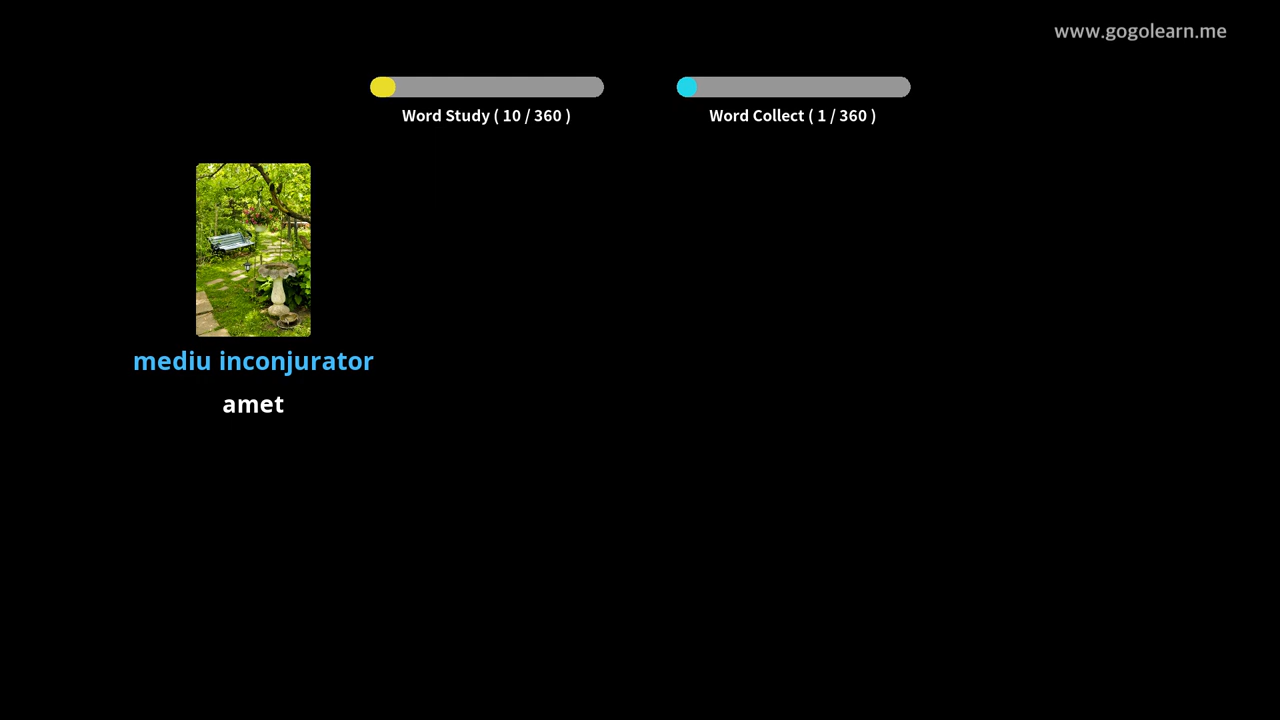 www.gogolearn.me
Word Study ( 10 / 360 )
Word Collect ( 1 / 360 )
mediu inconjurator
amet